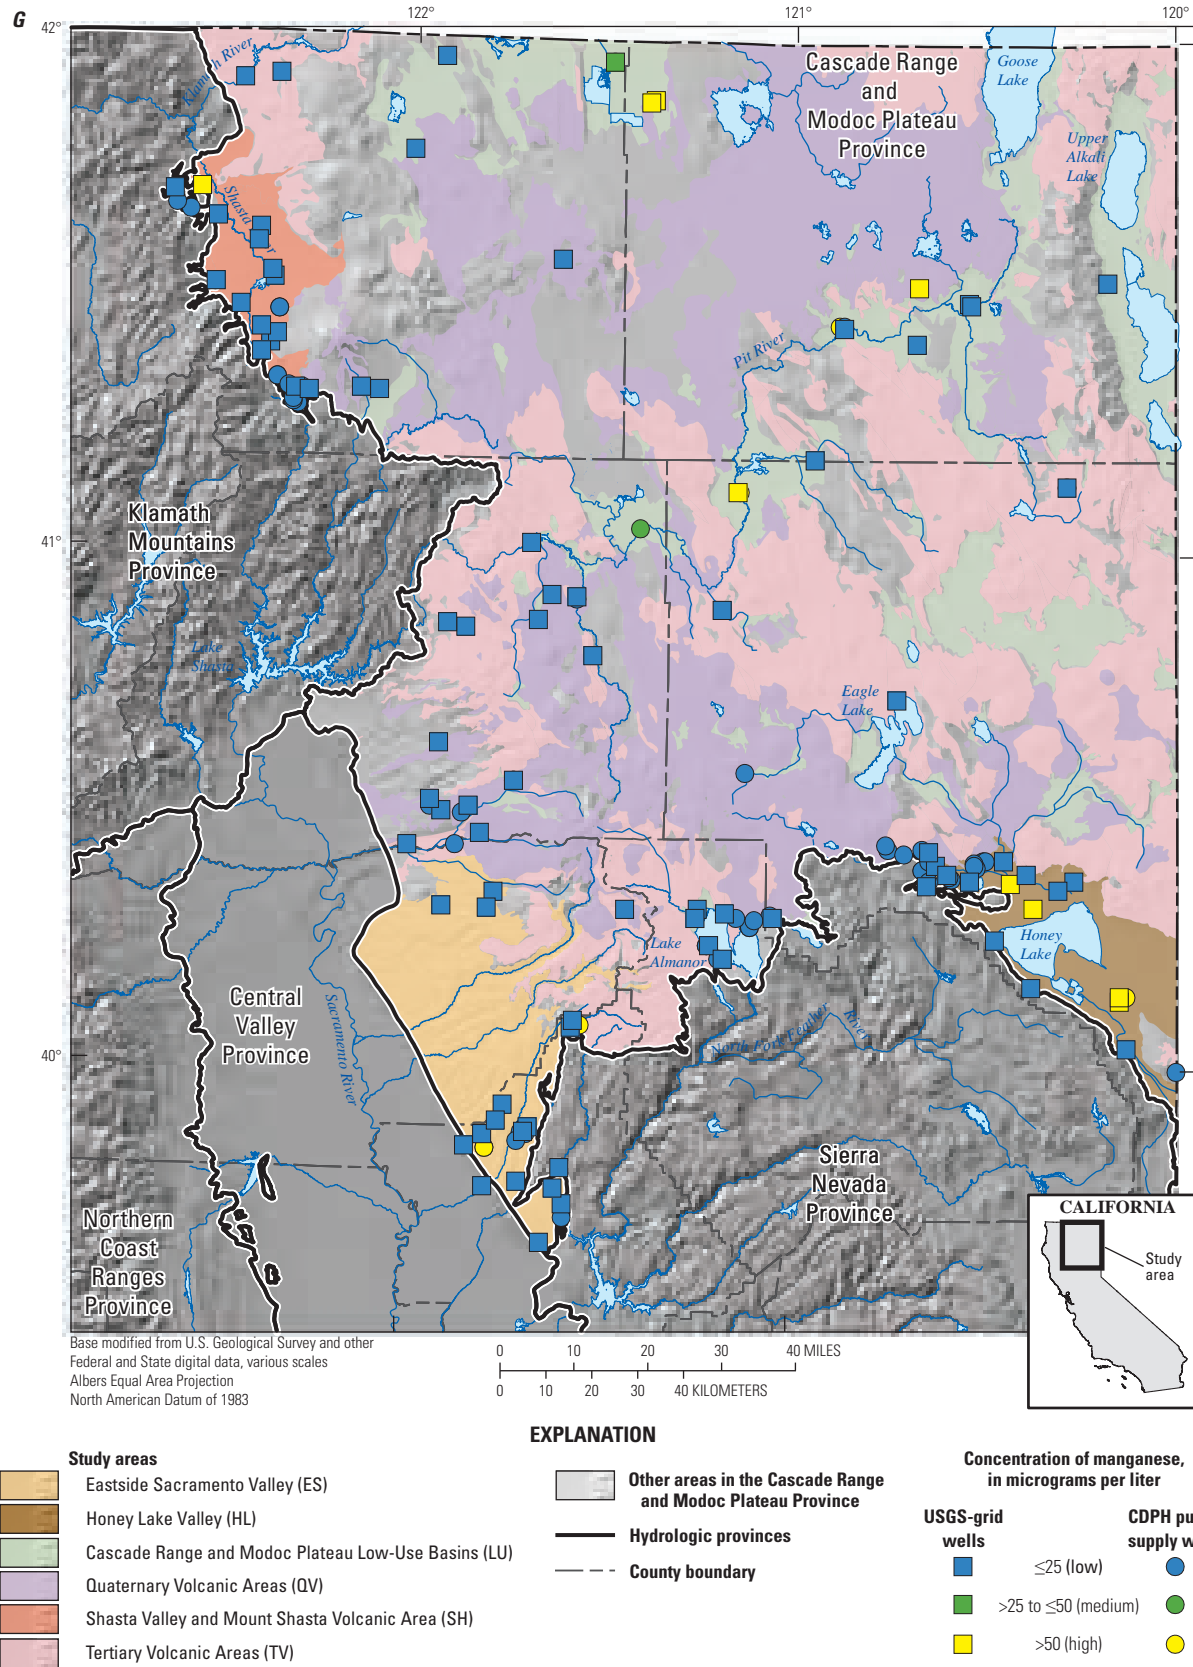 G
122°
121°
120°
42°
41°
40°
Klamath River
Cascade Range
and
Modoc Plateau
Province
Goose
Lake
Upper
Alkali
Lake
Shasta
Pit River
Klamath
Mountains
Province
Lake
Shasta
Eagle
Lake
Lake
Almanor
Honey
Lake
Central
Valley
Province
Sacramento River
North Fork Feather River
Sierra
Nevada
Province
Northern
Coast
Ranges
Province
CALIFORNIA
Study
area
Base modified from U.S. Geological Survey and other
Federal and State digital data, various scales
Albers Equal Area Projection
North American Datum of 1983
0 10 20 30 40 MILES
0 10 20 30 40 KILOMETERS
EXPLANATION
Study areas
Eastside Sacramento Valley (ES)
Honey Lake Valley (HL)
Cascade Range and Modoc Plateau Low-Use Basins (LU)
Quaternary Volcanic Areas (QV)
Shasta Valley and Mount Shasta Volcanic Area (SH)
Tertiary Volcanic Areas (TV)
Other areas in the Cascade Range
and Modoc Plateau Province
Hydrologic provinces
County boundary
Concentration of manganese,
in micrograms per liter
USGS-grid
wells
CDPH pu
supply w
≤25 (low)
>25 to ≤50 (medium)
>50 (high)